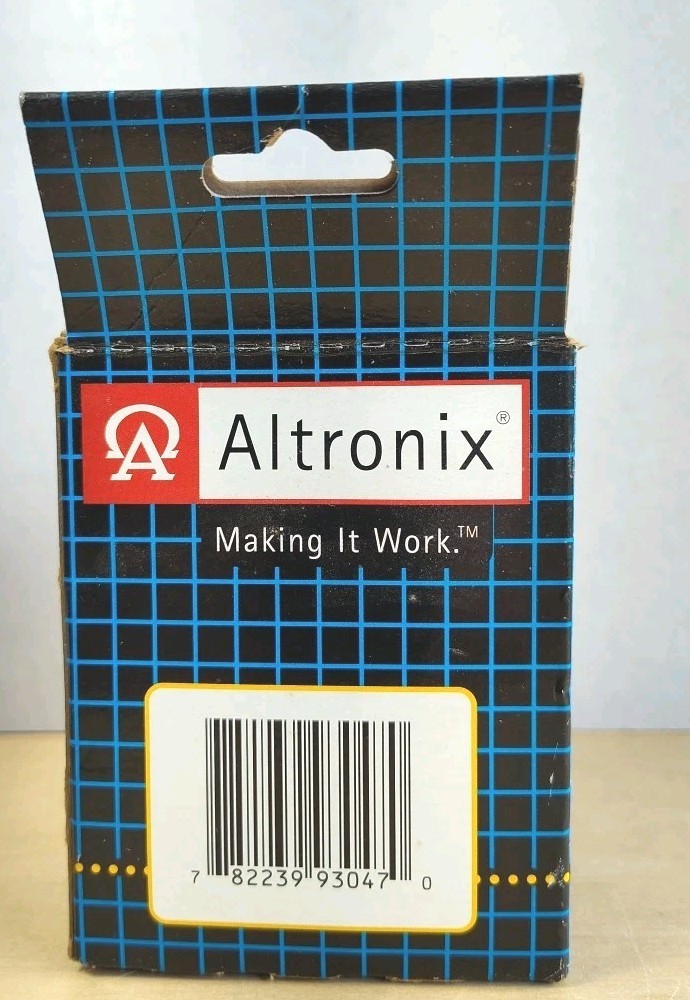 Altronix®
Making It Work.™
7 82239 93047 0